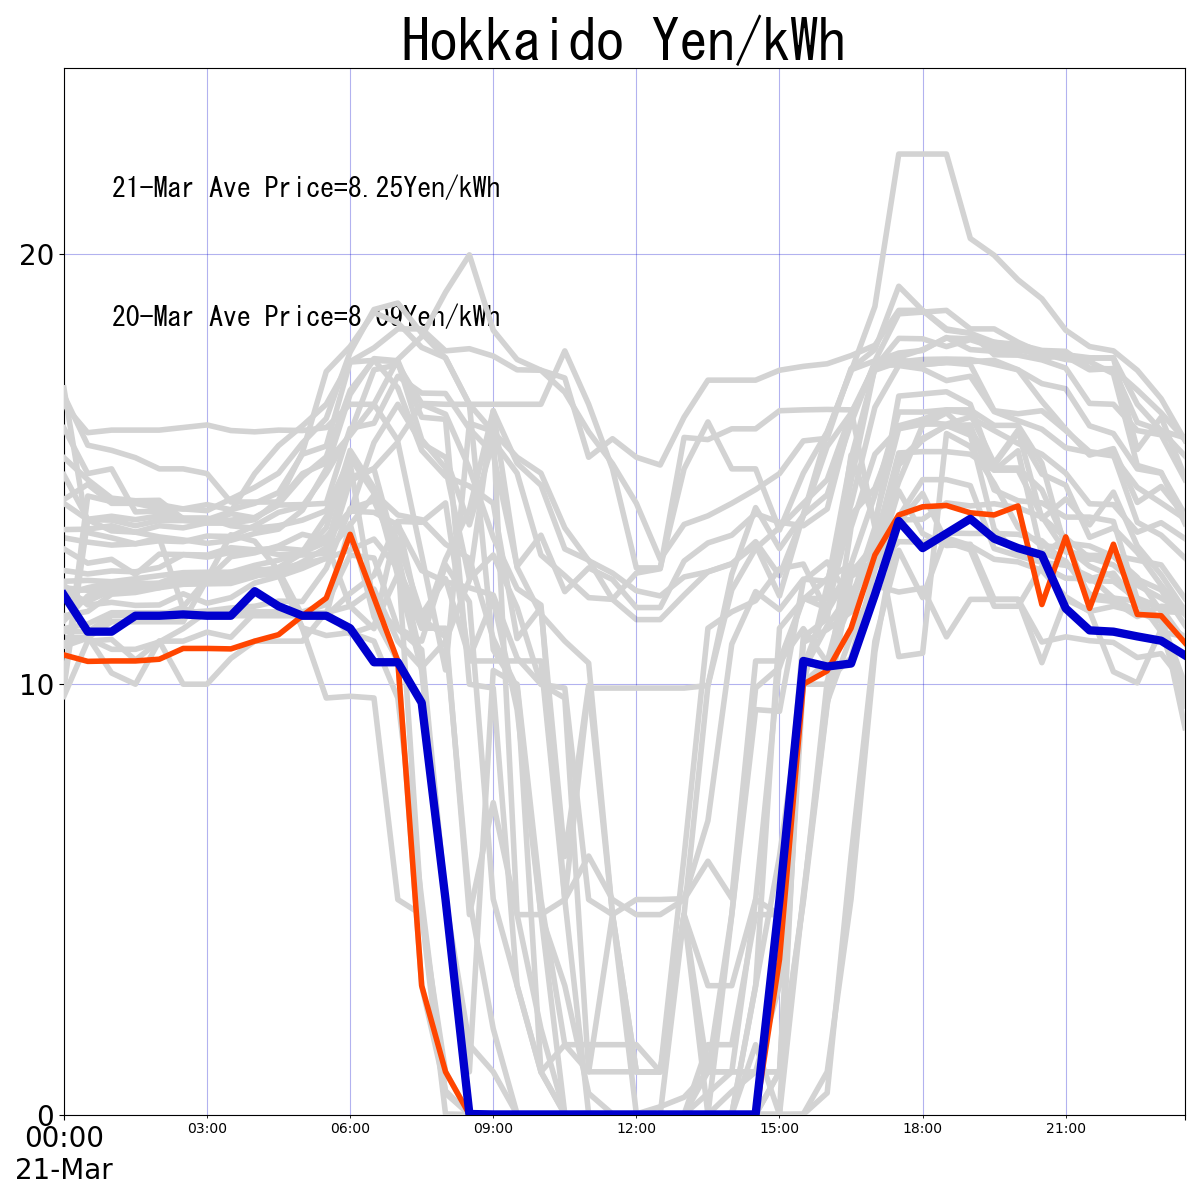 Hokkaido Yen/kWh
21-Mar Ave Price=8.25Yen/kWh
20
20-Mar Ave Price=8.09Yen/kWh
10
0
00:00 03:00 06:00 09:00 12:00 15:00 18:00 21:00
21-Mar